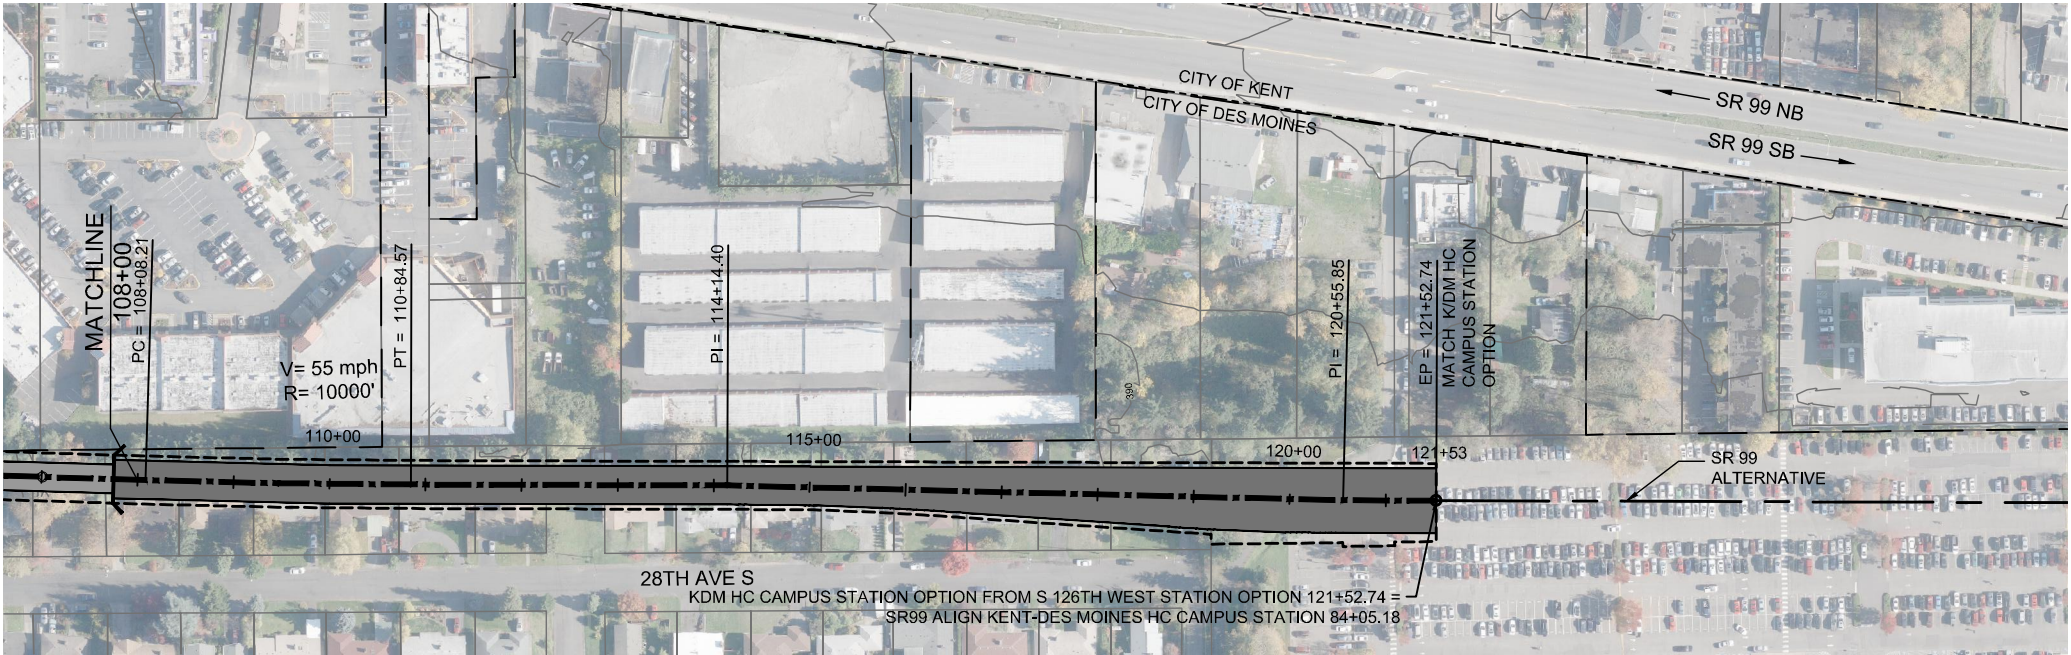 CITY OF KENT
CITY OF DES MOINES
SR 99 NB
SR 99 SB
MATCHLINE
108+00
PC = 108+08.21
V= 55 mph
R= 10000'
PT = 110+84.57
PI = 114+14.40
PI = 120+55.85
EP = 121+52.74
MATCH K/DM HC
CAMPUS STATION
OPTION
390
110+00
115+00
120+00
121+53
SR 99
ALTERNATIVE
28TH AVE S
KDM HC CAMPUS STATION OPTION FROM S 126TH WEST STATION OPTION 121+52.74 =
SR99 ALIGN KENT-DES MOINES HC CAMPUS STATION 84+05.18